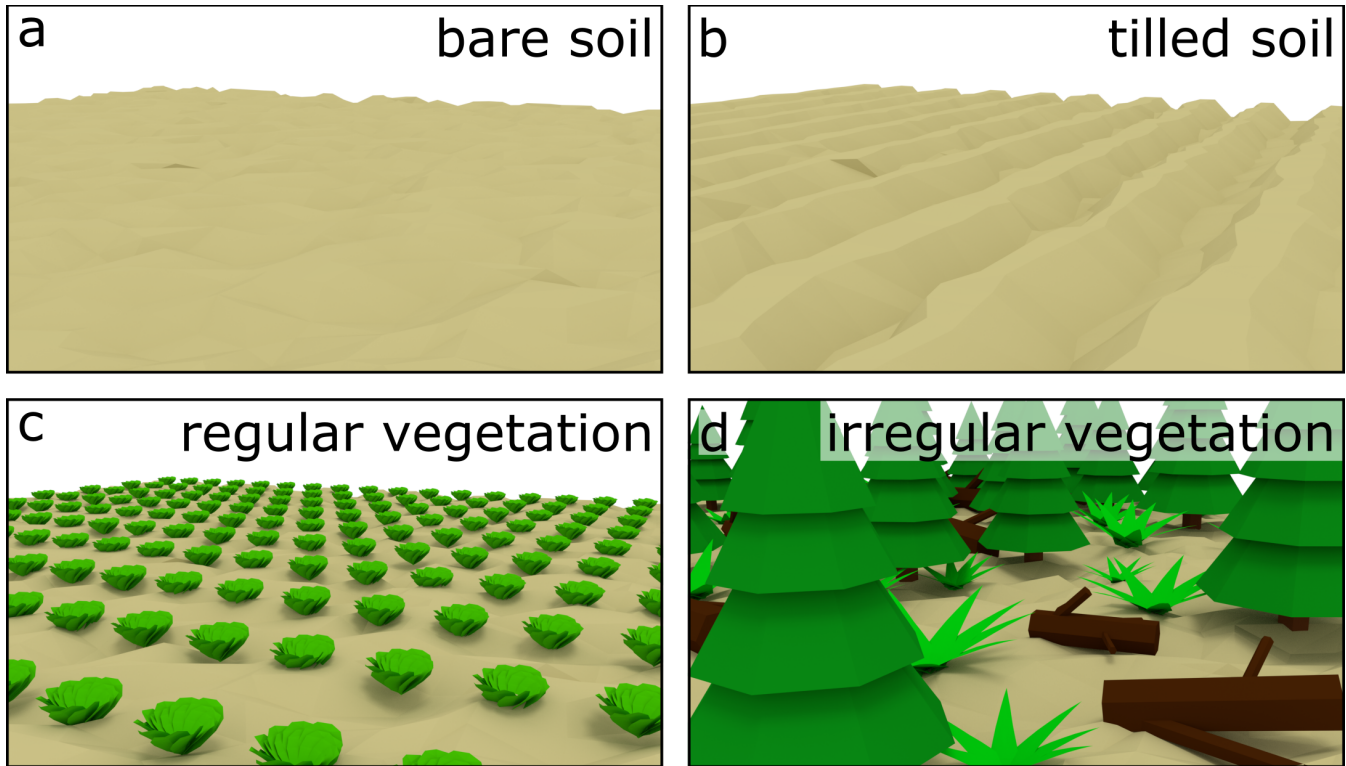 a bare soil
b tilled soil
c regular vegetation
d irregular vegetation